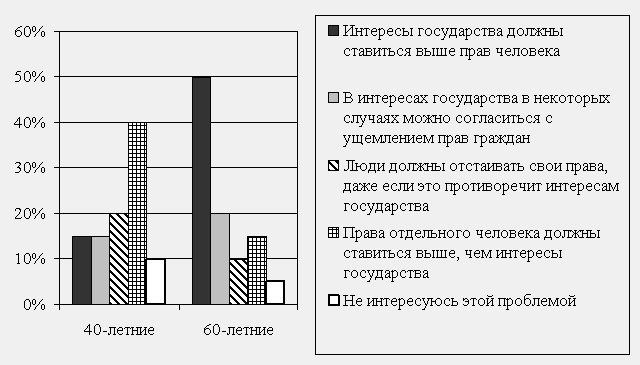 60%
50%
40%
30%
20%
10%
0%
40-летние
60-летние
Интересы государства должны
ставиться выше прав человека
В интересах государства в некоторых
случаях можно согласиться с
ущемлением прав граждан
Люди должны отстаивать свои права,
даже если это противоречит интересам
государства
Права отдельного человека должны
ставиться выше, чем интересы
государства
Не интересуюсь этой проблемой